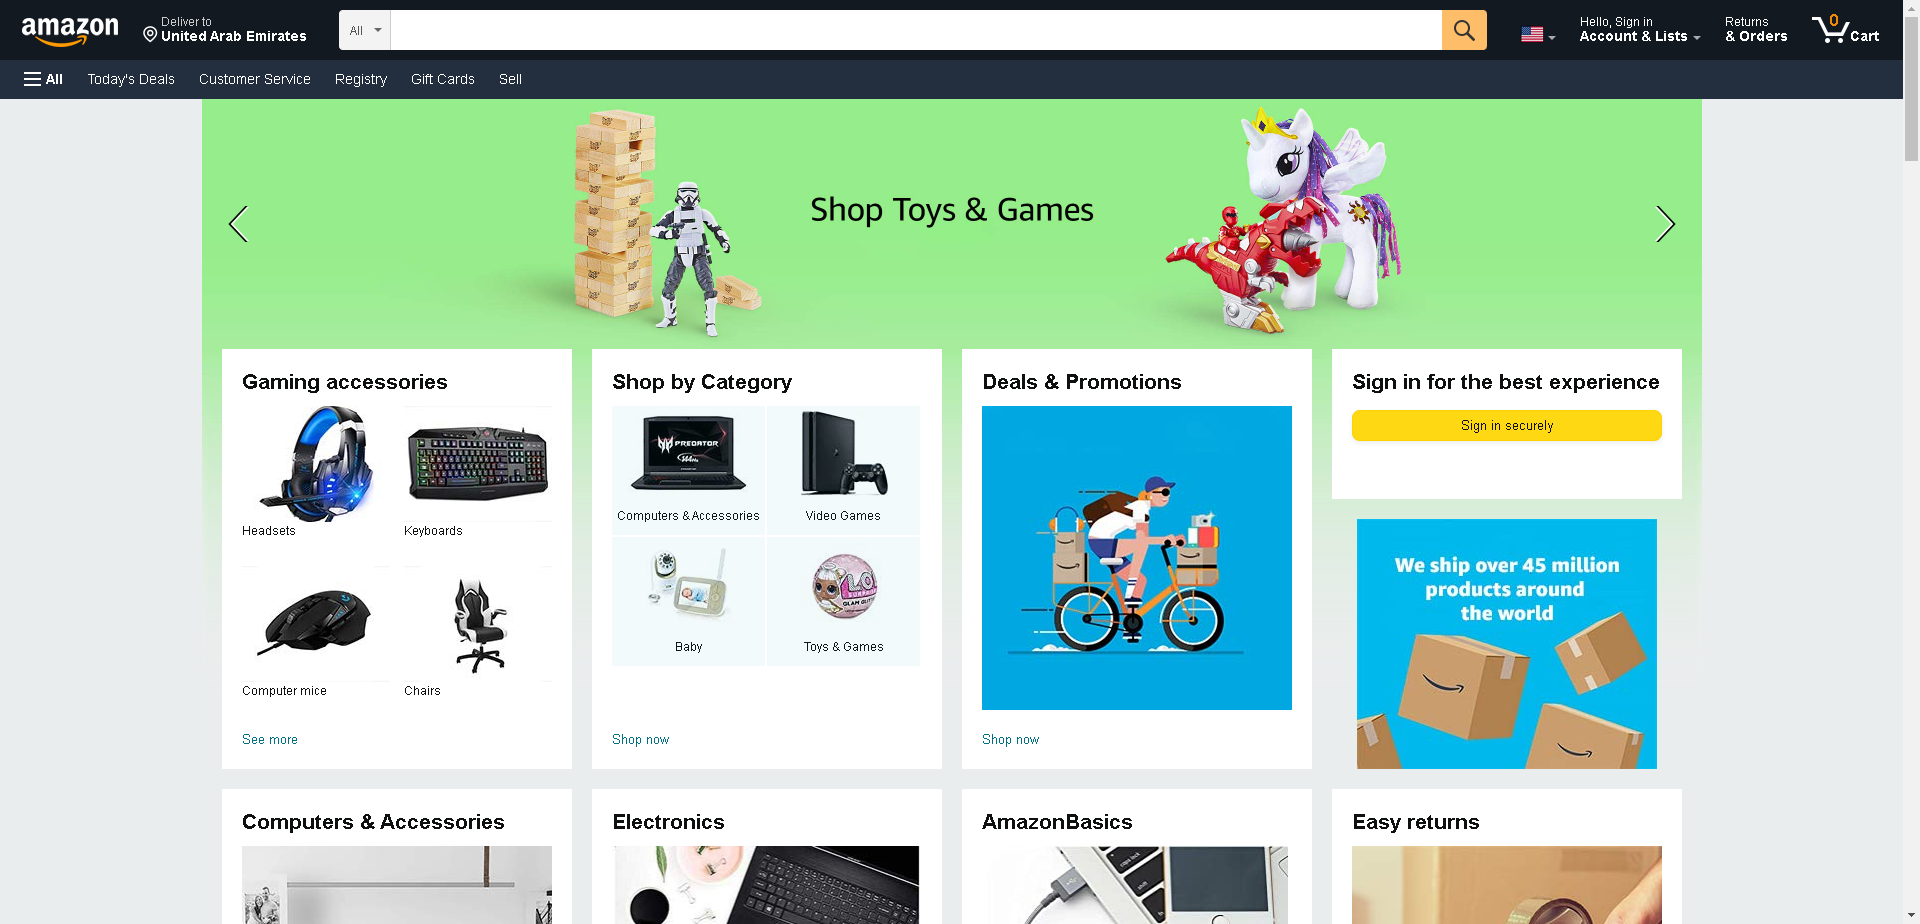 amazon
Deliver to
United Arab Emirates
All
Hello, Sign in
Account & Lists
Returns
& Orders
0
Cart
All
Today's Deals
Customer Service
Registry
Gift Cards
Sell
Shop Toys & Games
Gaming accessories
Headsets
Keyboards
Computer mice
Chairs
See more
Shop by Category
PREDATOR
Computers & Accessories
Video Games
Baby
Toys & Games
Shop now
Deals & Promotions
Shop now
Sign in for the best experience
Sign in securely
We ship over 45 million
products around
the world
Computers & Accessories
Electronics
AmazonBasics
Easy returns